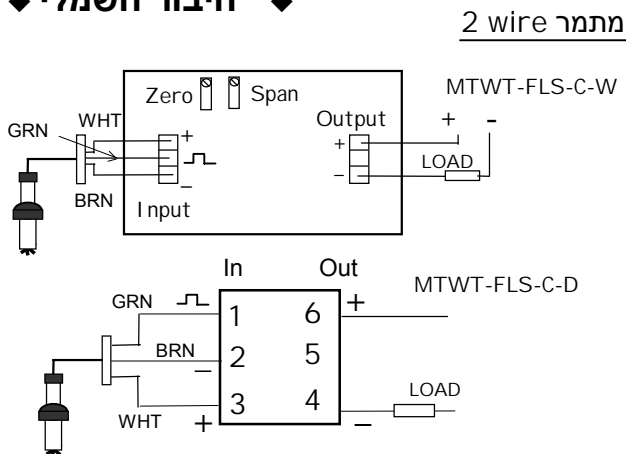 מתמר 2 wire
MTWT-FLS-C-W
Zero Span
WHT
GRN
Output
+ -
+
+
LOAD
−
−
BRN
Input
In Out
MTWT-FLS-C-D
GRN
1 6 +
BRN
2 5
−
3 4
LOAD
WHT + −